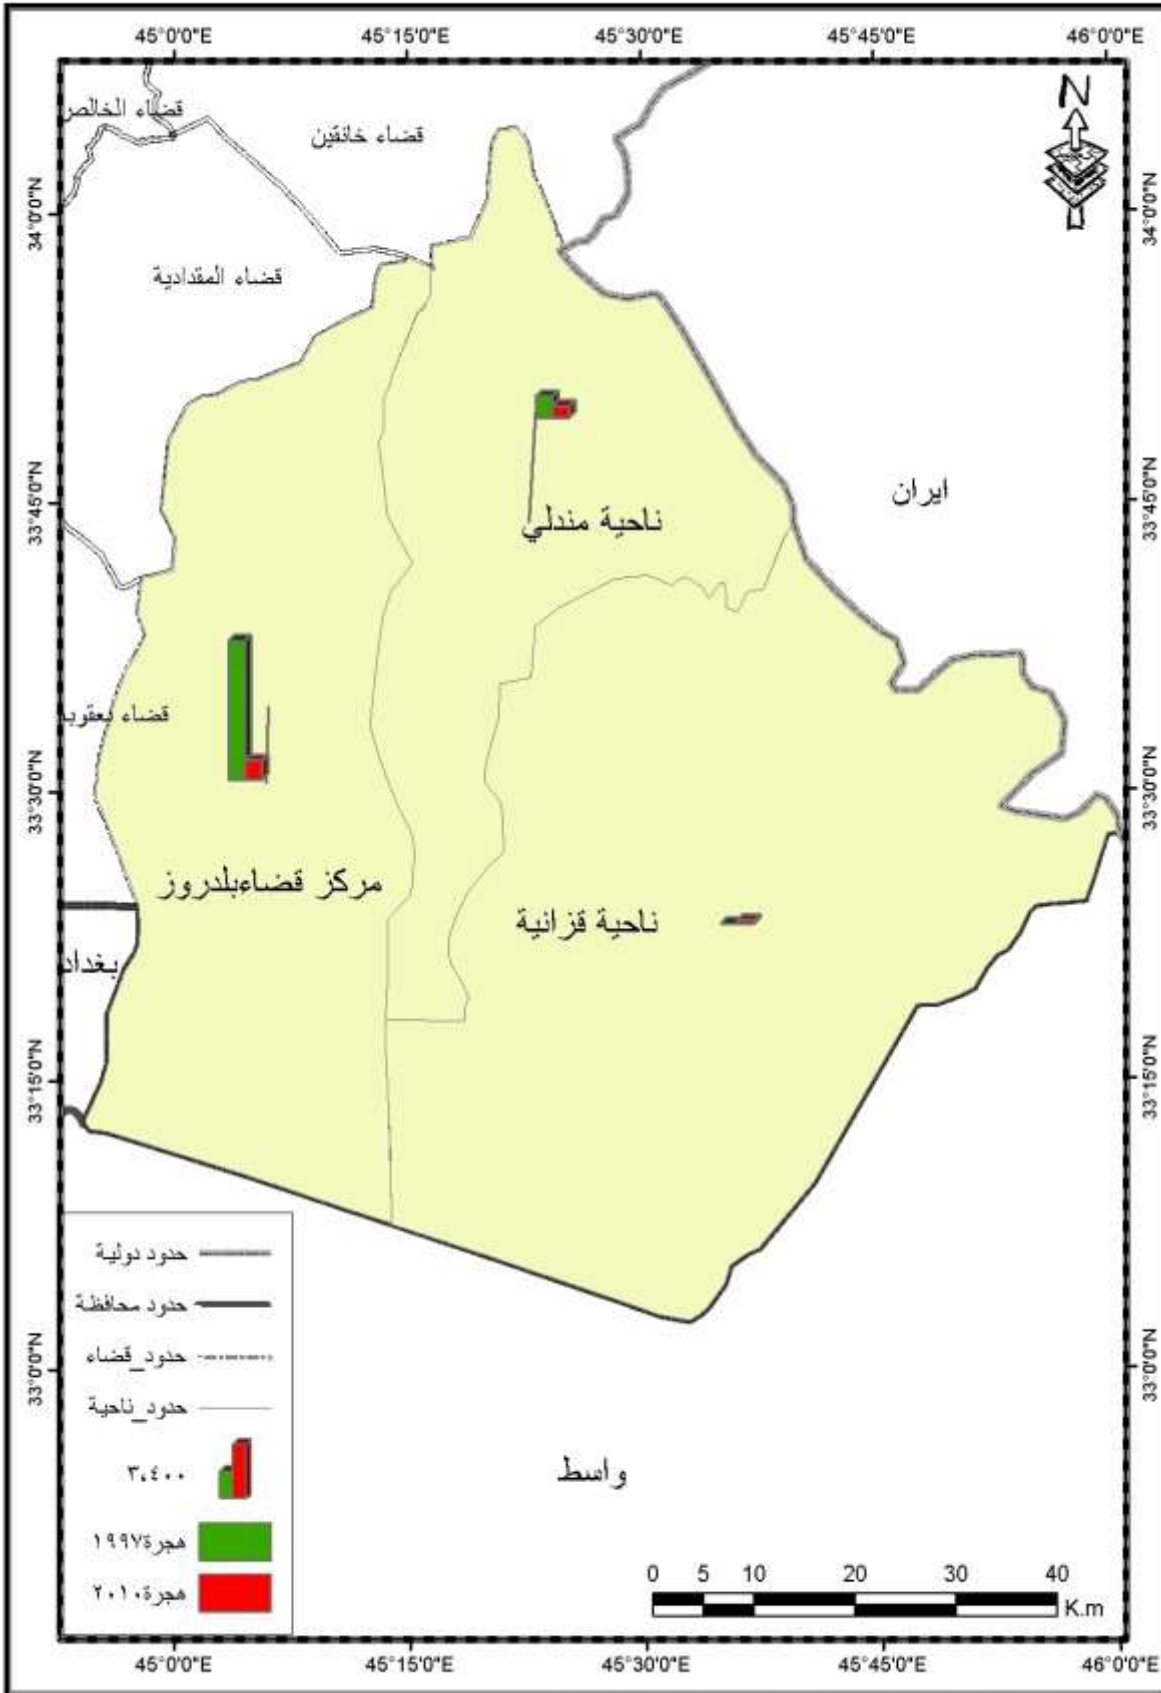 45°0'0"E 45°15'0"E 45°30'0"E 45°45'0"E 46°0'0"E
N
قضاء الخالص
قضاء خانقين
34°0'0"N 34°0'0"N
قضاء المقدادية
ايران
33°45'0"N 33°45'0"N
ناحية مندلي
قضاء بعقوب
33°30'0"N 33°30'0"N
مركز قضاءبلدروز
ناحية قزانية
بغداد
33°15'0"N 33°15'0"N
حدود دولية
حدود محافظة
حدود_قضاء
33°0'0"N 33°0'0"N
حدود_ناحية
٣،٤٠٠
واسط
هجرة١٩٩٧
هجرة٢٠١٠
0 5 10 20 30 40
K.m
45°0'0"E 45°15'0"E 45°30'0"E 45°45'0"E 46°0'0"E